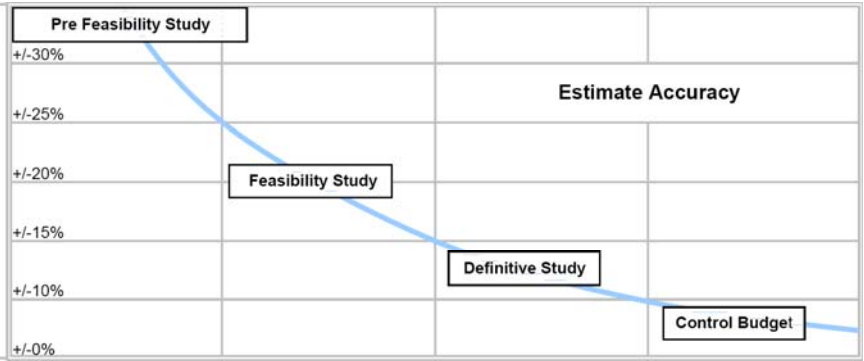 Pre Feasibility Study
+/-30%
Estimate Accuracy
+/-25%
+/-20%
Feasibility Study
+/-15%
Definitive Study
+/-10%
Control Budget
+/-0%